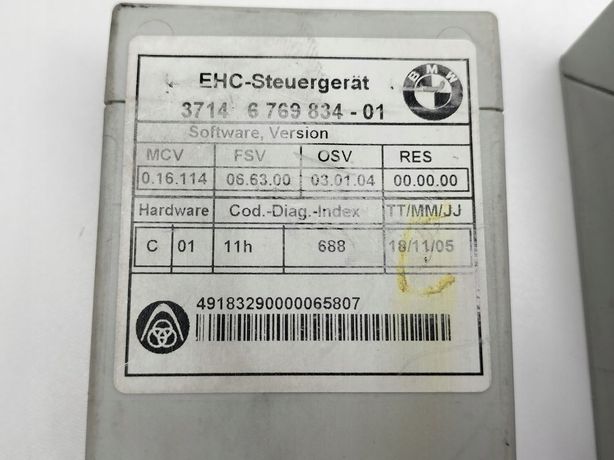 EHC-Steuergerät
BMW
3714 6 769 834 - 01
Software, Version
MCV FSV OSV RES
0.16.114 06.63.00 03.01.04 00.00.00
Hardware Cod.-Diag.-Index TT/MM/JJ
C 01 11h 688 18/11/05
49183290000065807